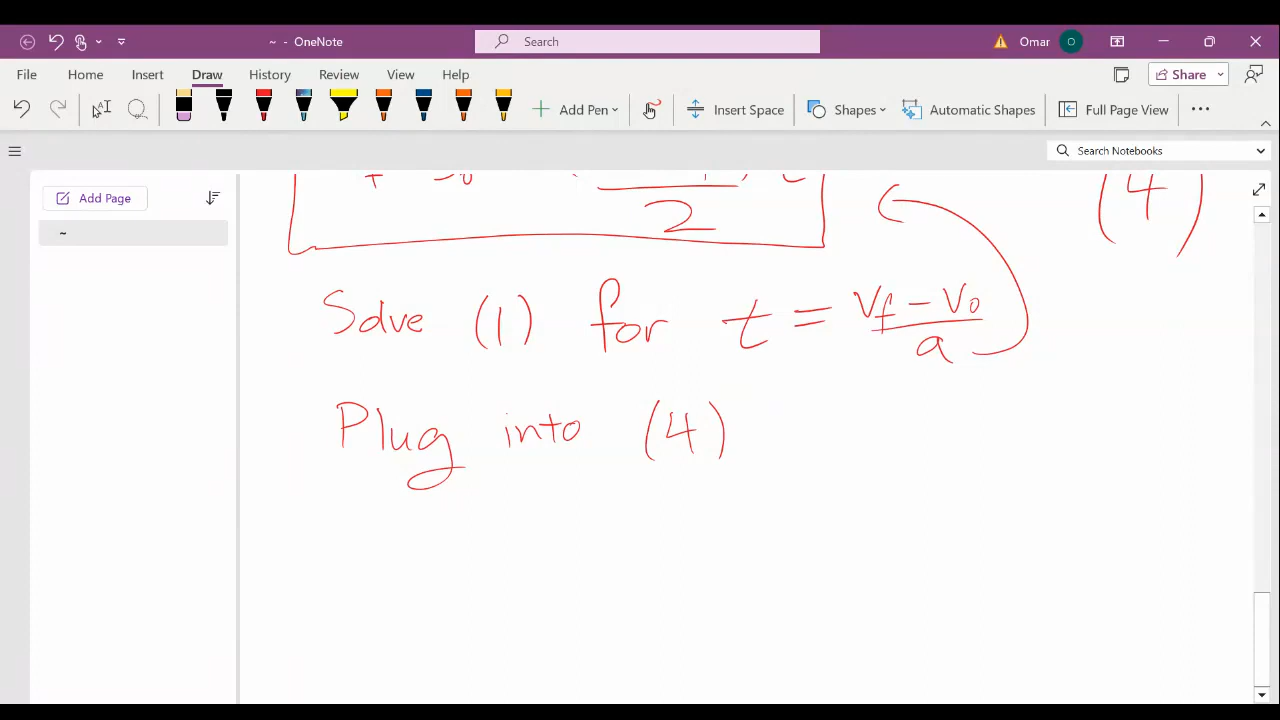 ~ - OneNote
Search
Omar O
File Home Insert Draw History Review View Help
Share
Add Pen
Insert Space
Shapes
Automatic Shapes
Full Page View
Search Notebooks
Add Page
~
2
(4)
Solve (1) for t = (vf - v0)/a
Plug into (4)